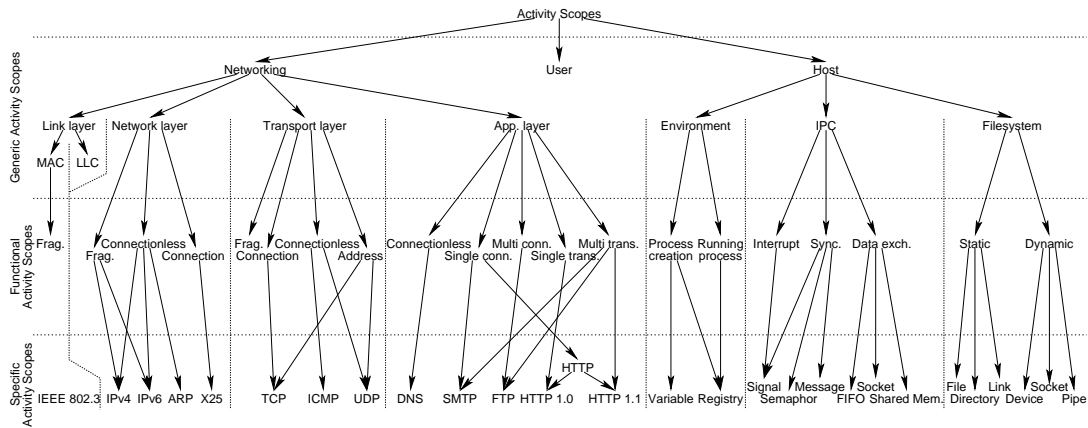 Activity Scopes
Generic Activity Scopes
Networking
User
Host
Link layer
Network layer
Transport layer
App. layer
Environment
IPC
Filesystem
MAC
LLC
Functional
Activity Scopes
Frag.
Connectionless
Frag.
Connection
Frag.
Connectionless
Connection
Address
Connectionless
Multi conn.
Multi trans.
Single conn.
Single trans.
Process
creation
Running
process
Interrupt
Sync.
Data exch.
Static
Dynamic
Specific
Activity Scopes
HTTP
IEEE 802.3
IPv4
IPv6
ARP
X25
TCP
ICMP
UDP
DNS
SMTP
FTP
HTTP 1.0
HTTP 1.1
Variable
Registry
Signal
Message
Socket
Semaphor
FIFO
Shared Mem.
File
Link
Socket
Directory
Device
Pipe